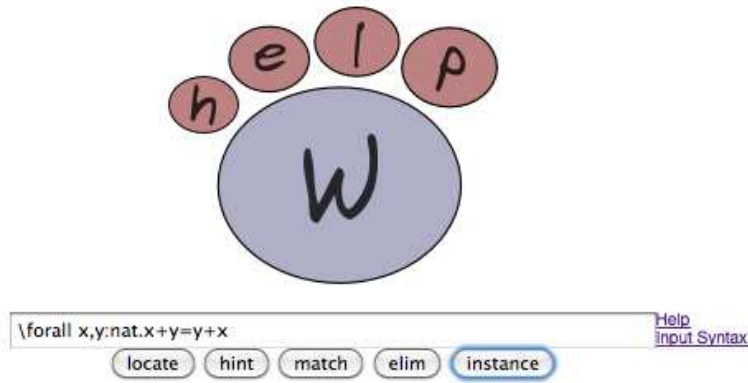 h e l p
W
\forall x,y:nat.x+y=y+x
Help
Input Syntax
locate hint match elim instance